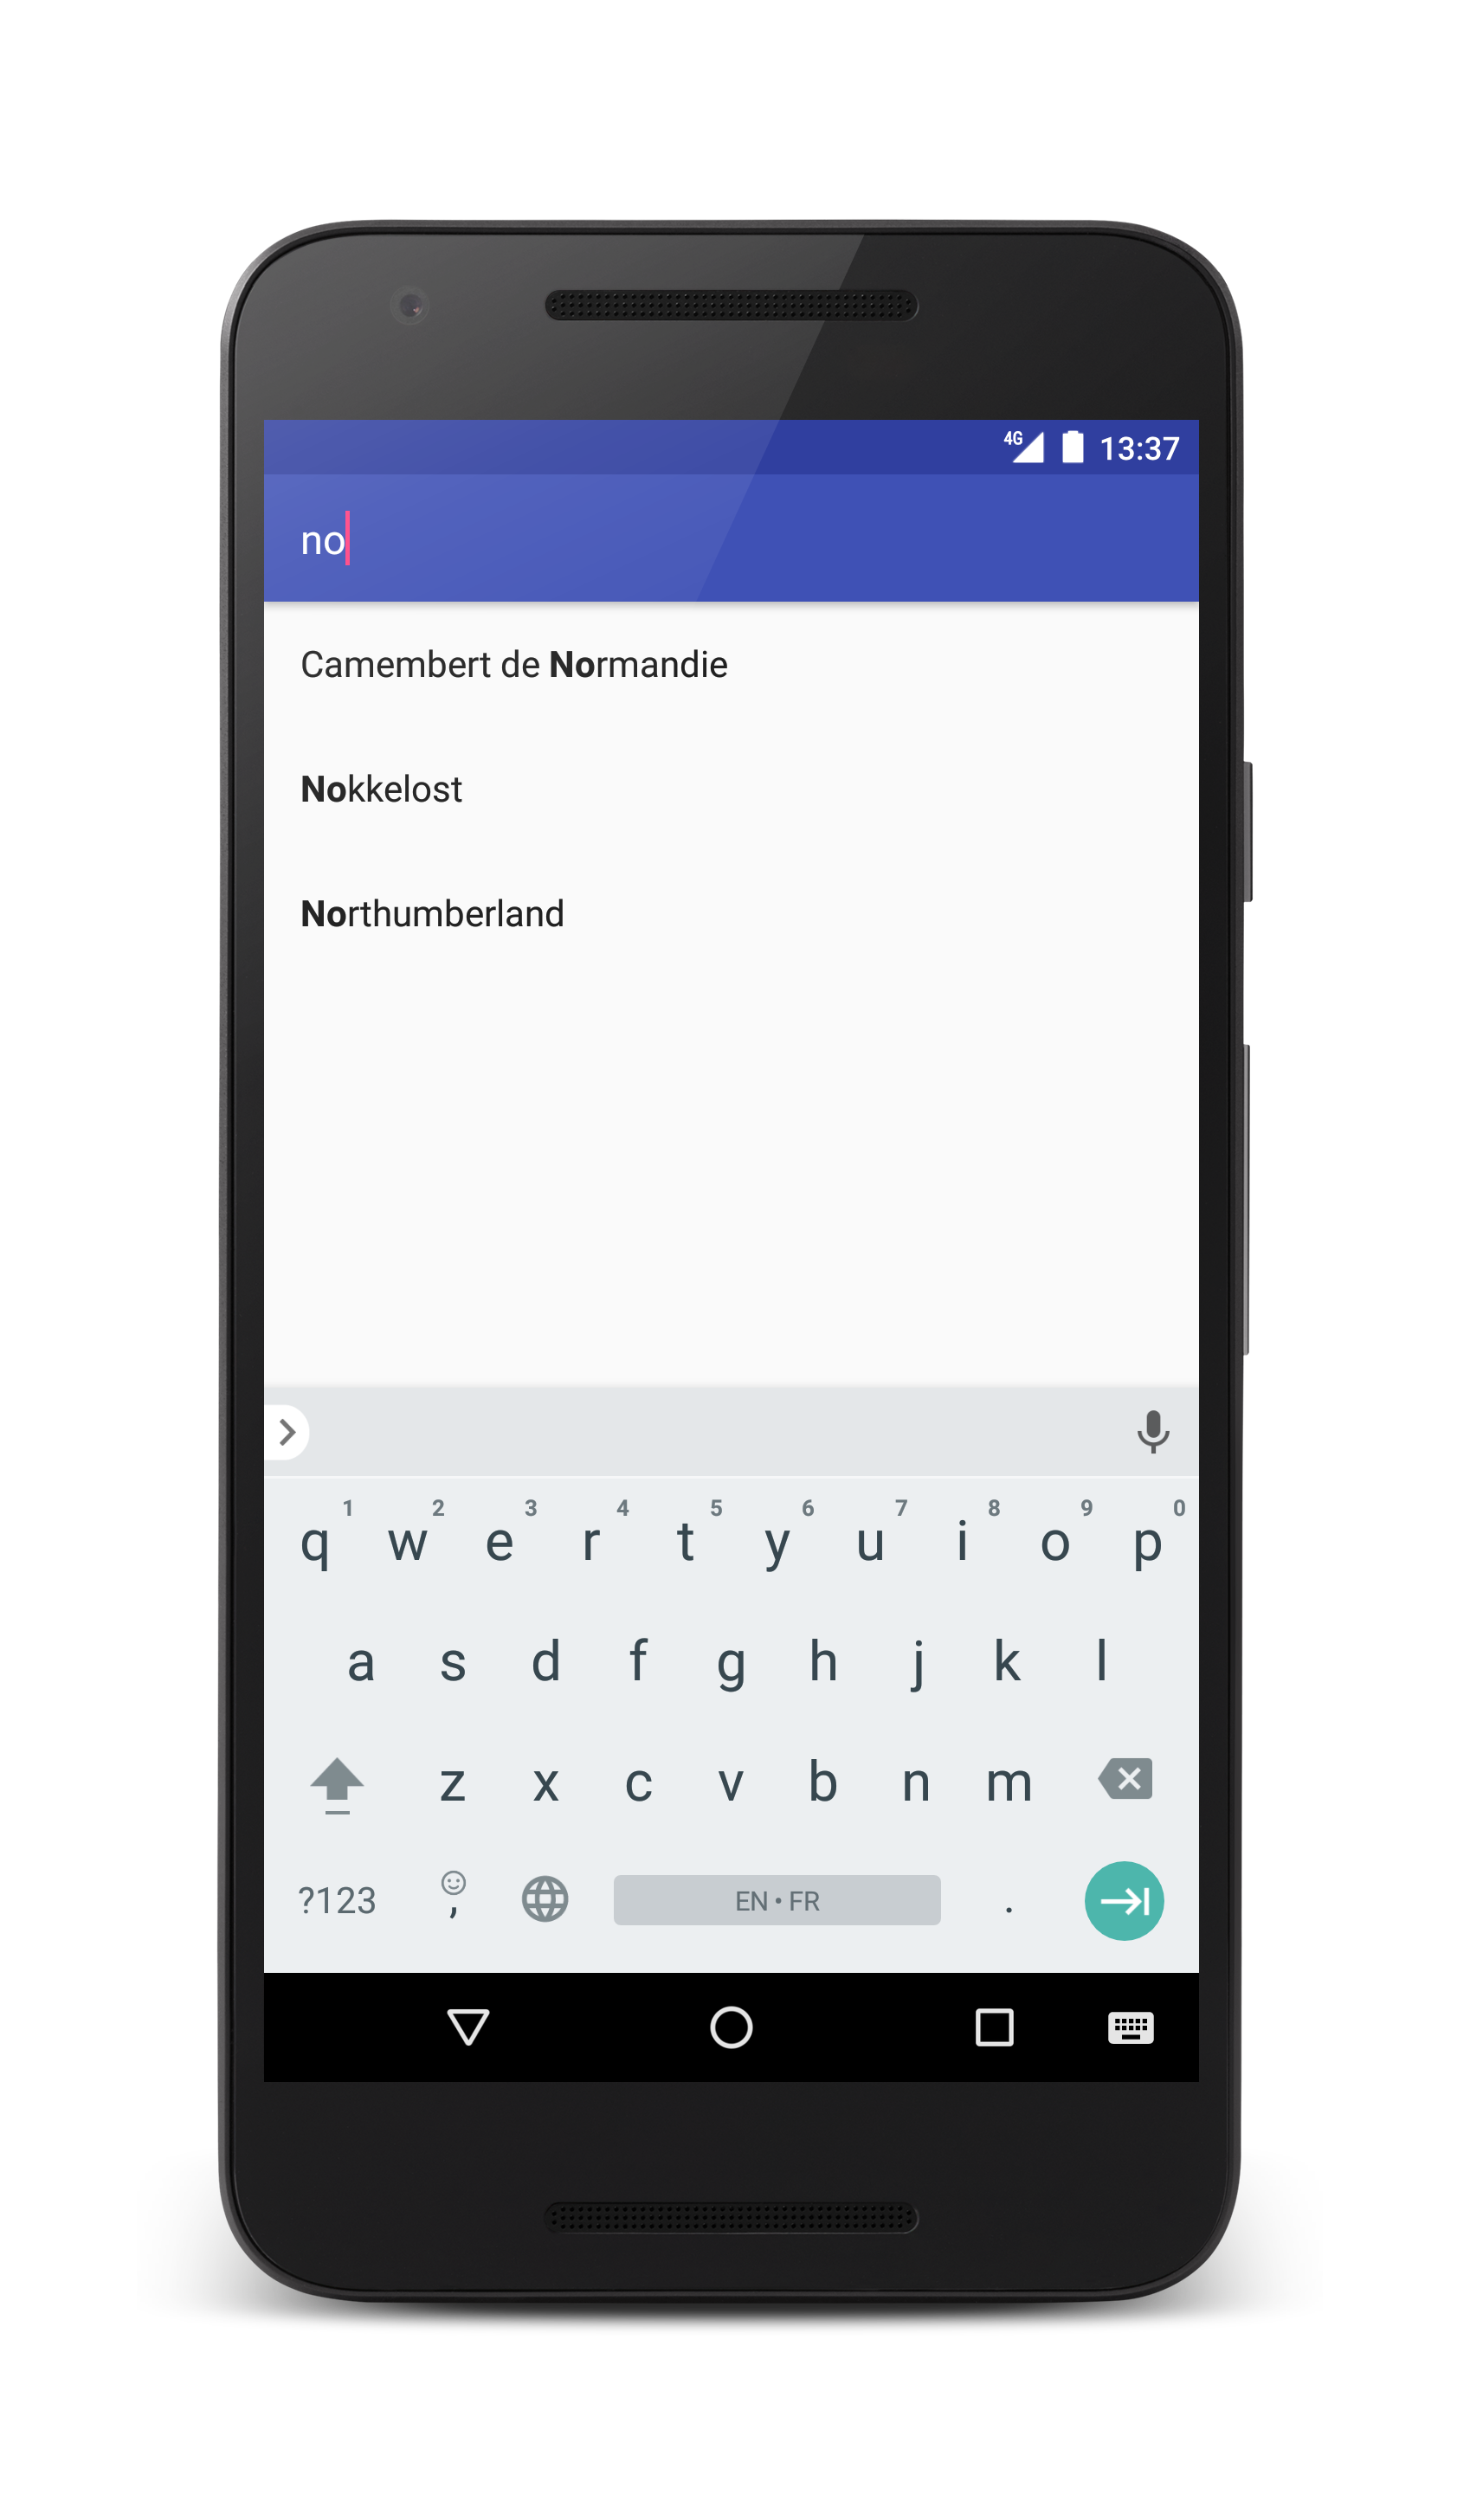 4G 13:37
no
Camembert de Normandie
Nokkelost
Northumberland
1 2 3 4 5 6 7 8 9 0
q w e r t y u i o p
a s d f g h j k l
z x c v b n m
?123 , EN • FR .